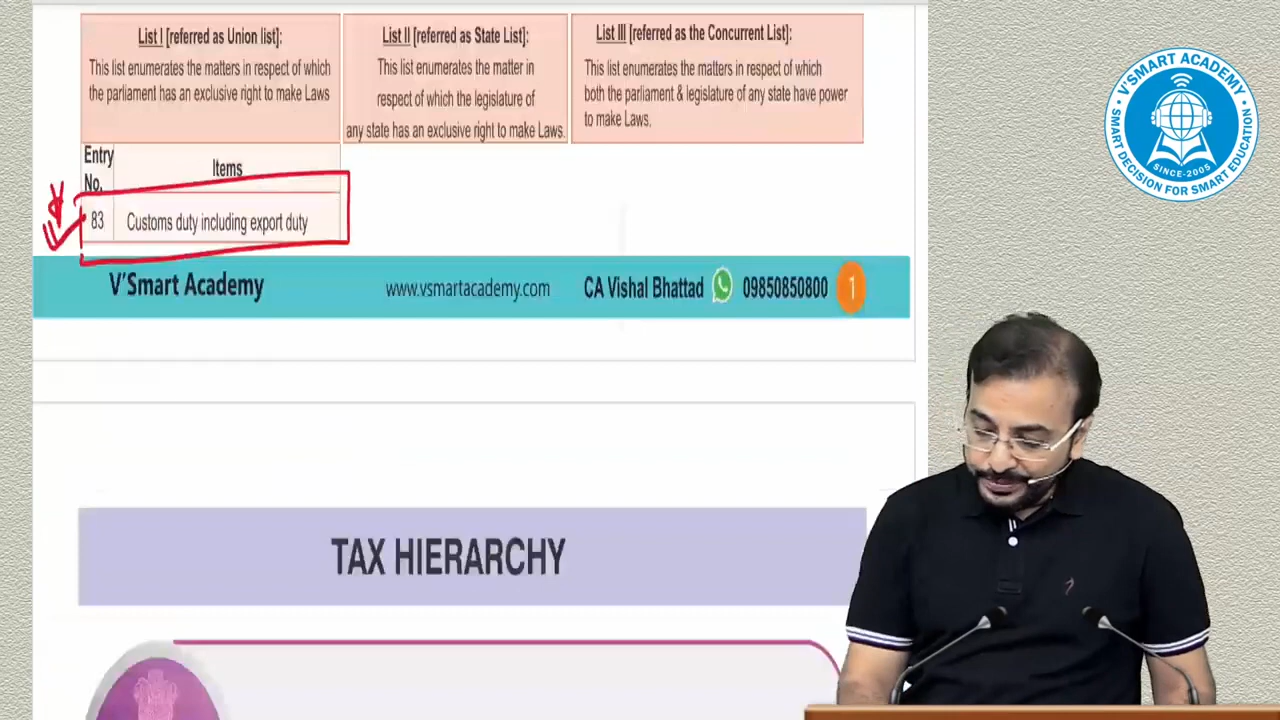 List I [referred as Union list]:
This list enumerates the matters in respect of which
the parliament has an exclusive right to make Laws
List II [referred as State List]:
This list enumerates the matter in
respect of which the legislature of
any state has an exclusive right to make Laws.
List III [referred as the Concurrent List]:
This list enumerates the matters in respect of which
both the parliament & legislature of any state have power
to make Laws.
Entry
No.
Items
83
Customs duty including export duty
V'Smart Academy
www.vsmartacademy.com
CA Vishal Bhattad
09850850800
1
TAX HIERARCHY
V'SMART ACADEMY
SINCE-2005
SMART DECISION FOR SMART EDUCATION